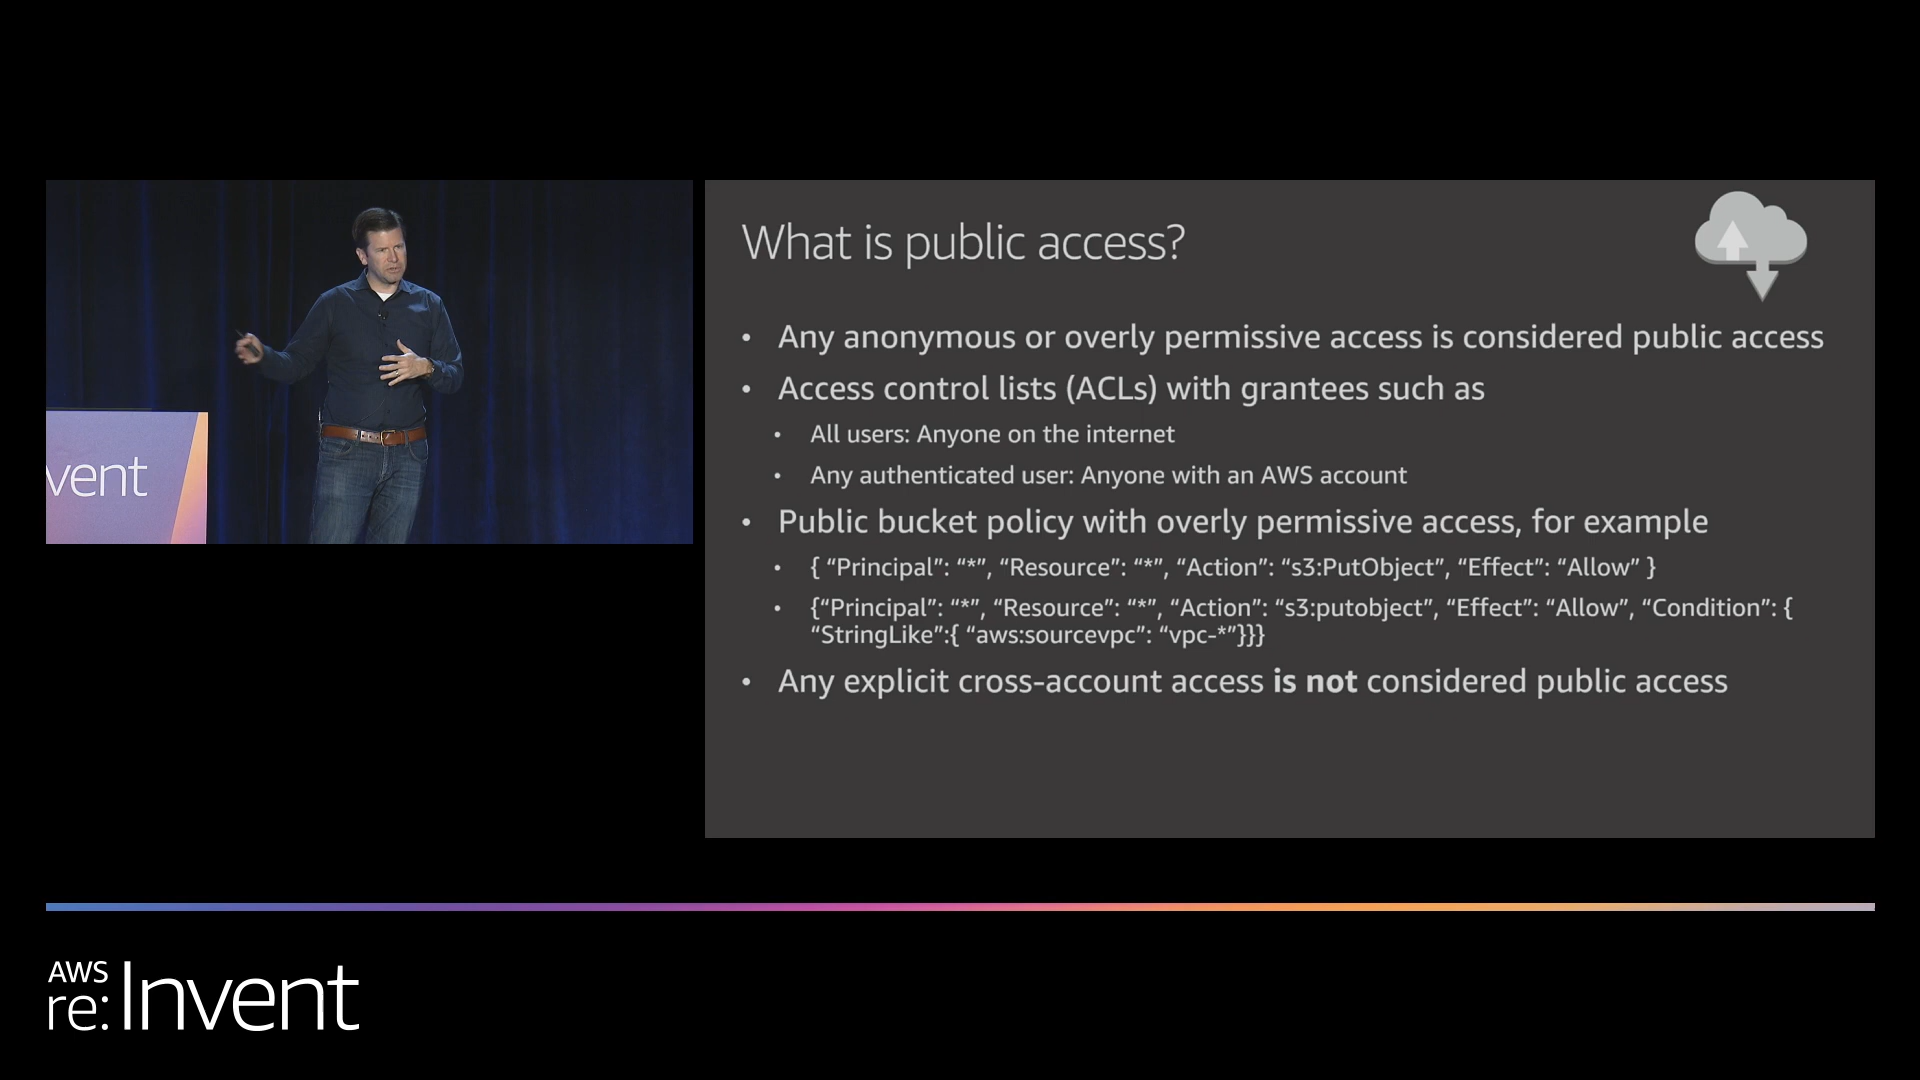 vent
What is public access?
• Any anonymous or overly permissive access is considered public access
• Access control lists (ACLs) with grantees such as
• All users: Anyone on the internet
• Any authenticated user: Anyone with an AWS account
• Public bucket policy with overly permissive access, for example
• { “Principal”: “*”, “Resource”: “*”, “Action”: “s3:PutObject”, “Effect”: “Allow” }
• {“Principal”: “*”, “Resource”: “*”, “Action”: “s3:putobject”, “Effect”: “Allow”, “Condition”: {
“StringLike”:{ “aws:sourcevpc”: “vpc-*”}}}
• Any explicit cross-account access is not considered public access
AWS
re:Invent